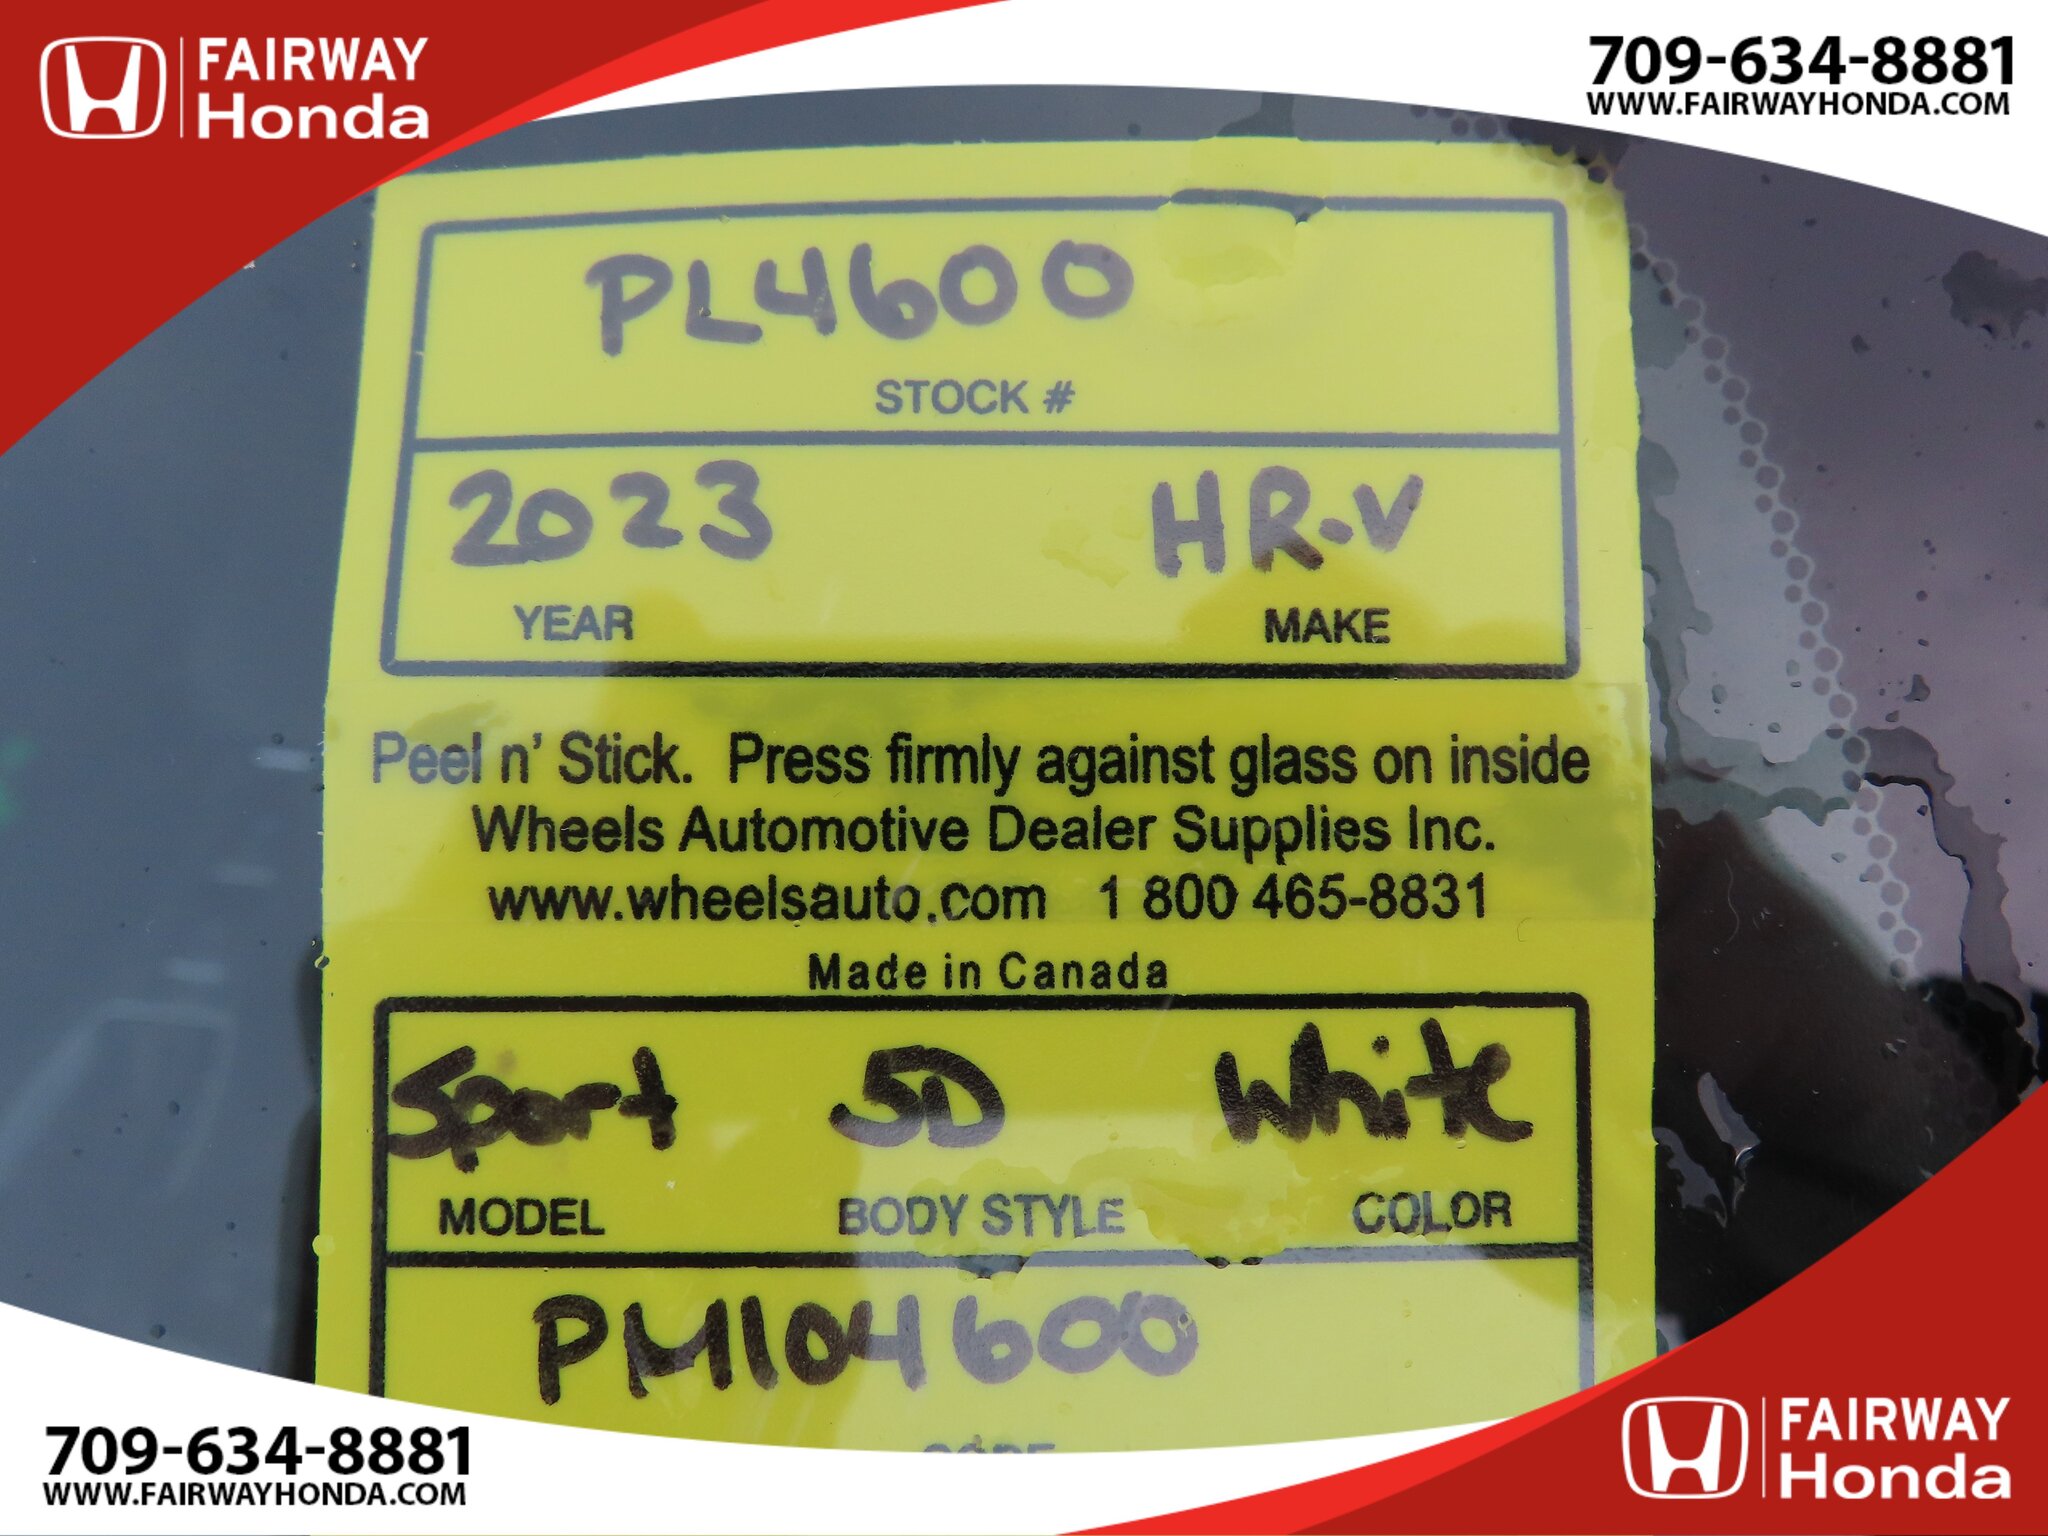 FAIRWAY
Honda
709-634-8881
WWW.FAIRWAYHONDA.COM
PL4600
STOCK #
2023 HR-V
YEAR MAKE
Peel n' Stick. Press firmly against glass on inside
Wheels Automotive Dealer Supplies Inc.
www.wheelsauto.com 1 800 465-8831
Made in Canada
Sport 5D White
MODEL BODY STYLE COLOR
PM104600
709-634-8881
WWW.FAIRWAYHONDA.COM
FAIRWAY
Honda